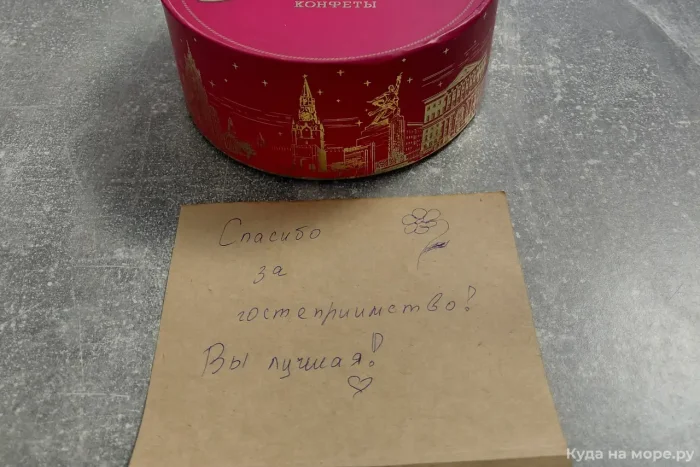 КОНФЕТЫ
Спасибо
за
гостеприимство!
Вы лучшая!
Куда на море.ру